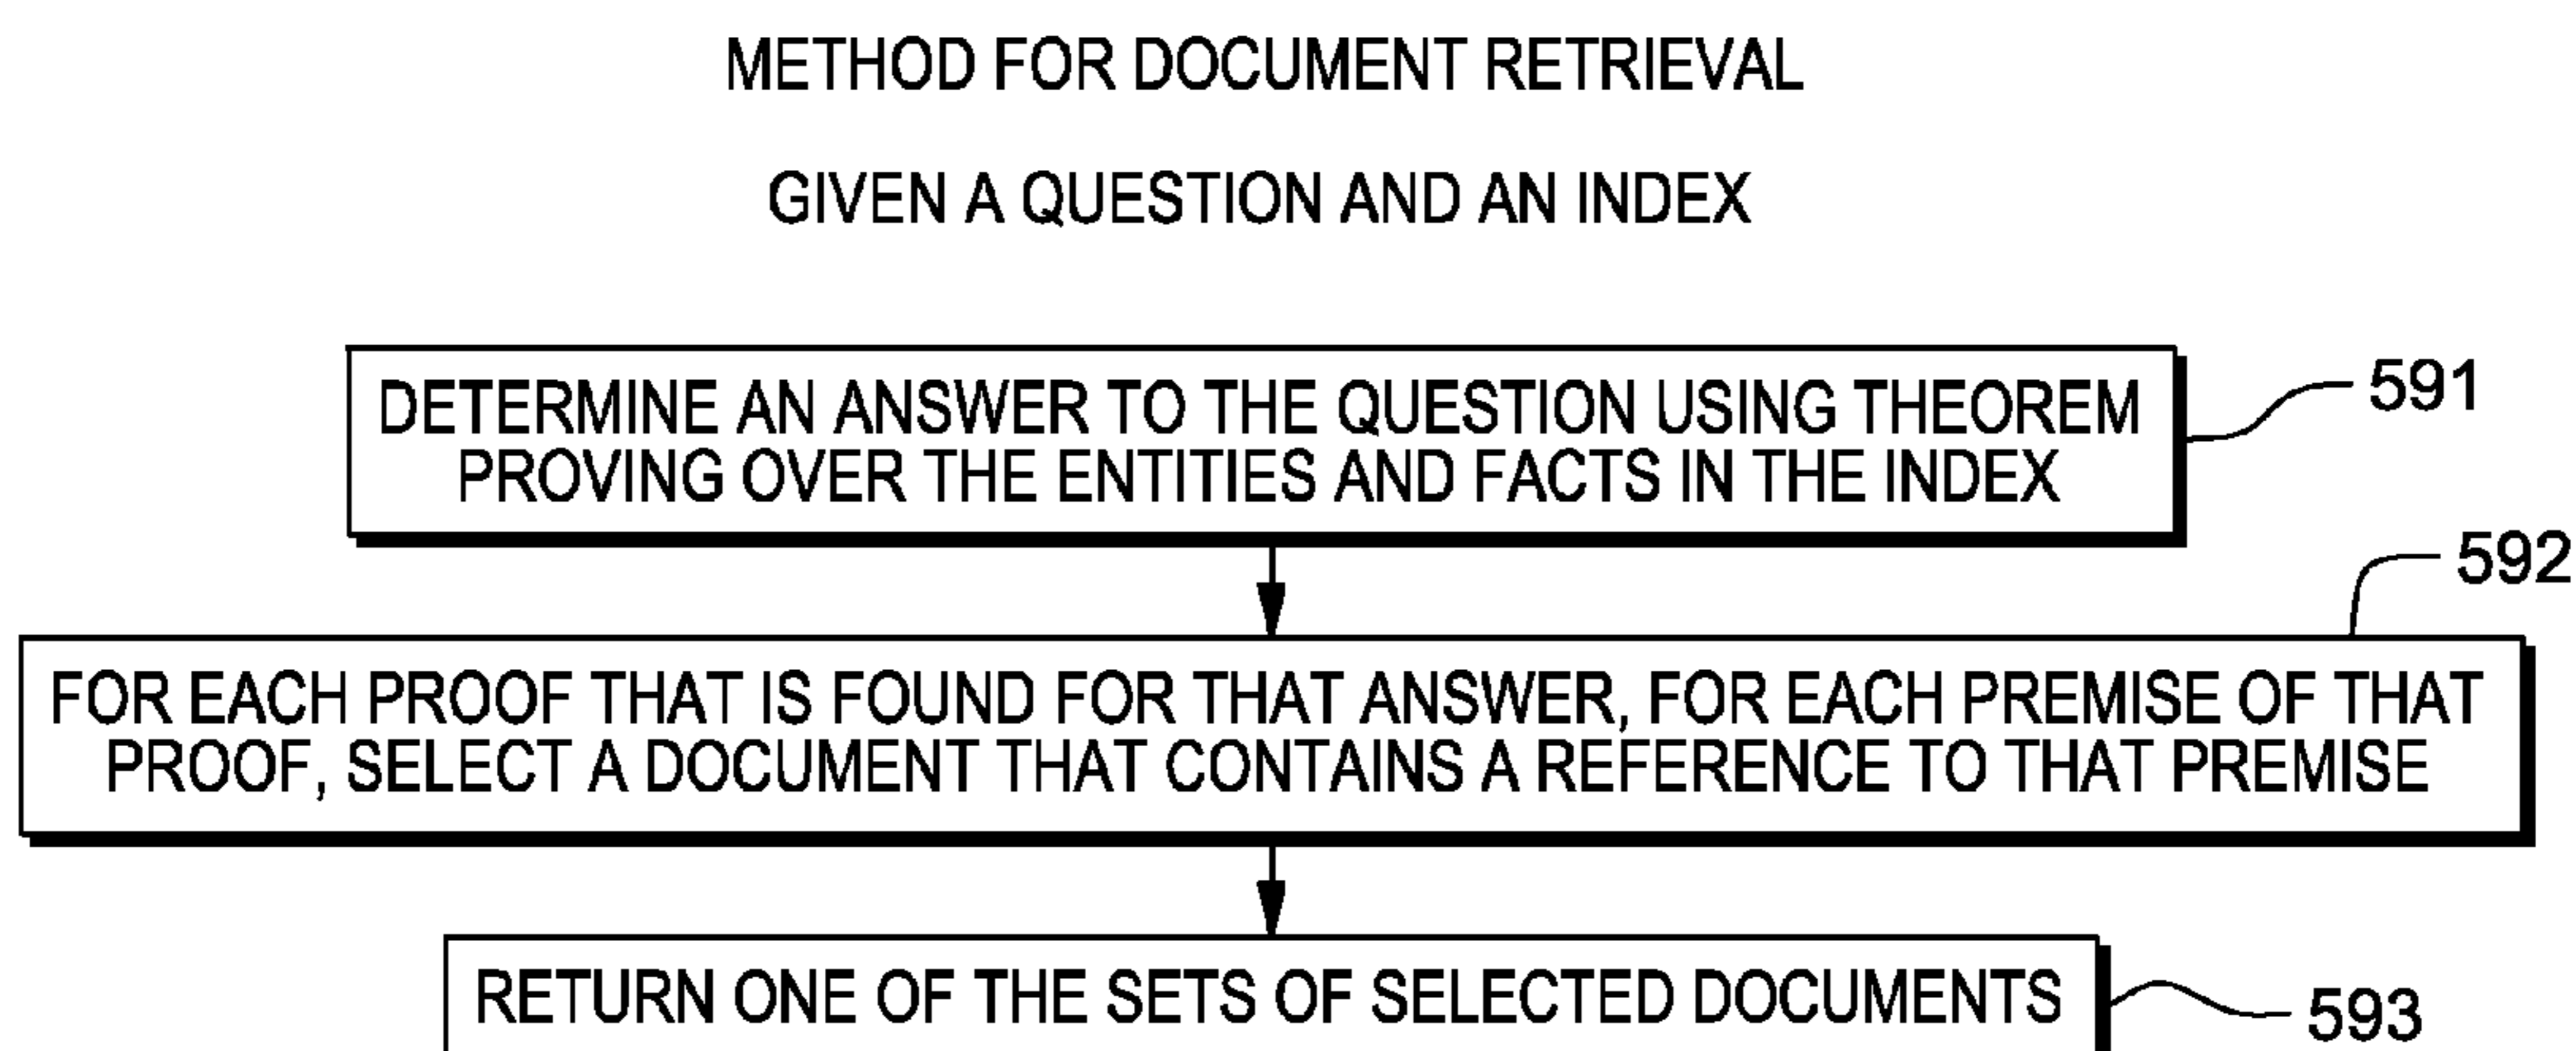 METHOD FOR DOCUMENT RETRIEVAL
GIVEN A QUESTION AND AN INDEX
DETERMINE AN ANSWER TO THE QUESTION USING THEOREM
PROVING OVER THE ENTITIES AND FACTS IN THE INDEX
591
592
FOR EACH PROOF THAT IS FOUND FOR THAT ANSWER, FOR EACH PREMISE OF THAT
PROOF, SELECT A DOCUMENT THAT CONTAINS A REFERENCE TO THAT PREMISE
RETURN ONE OF THE SETS OF SELECTED DOCUMENTS
593